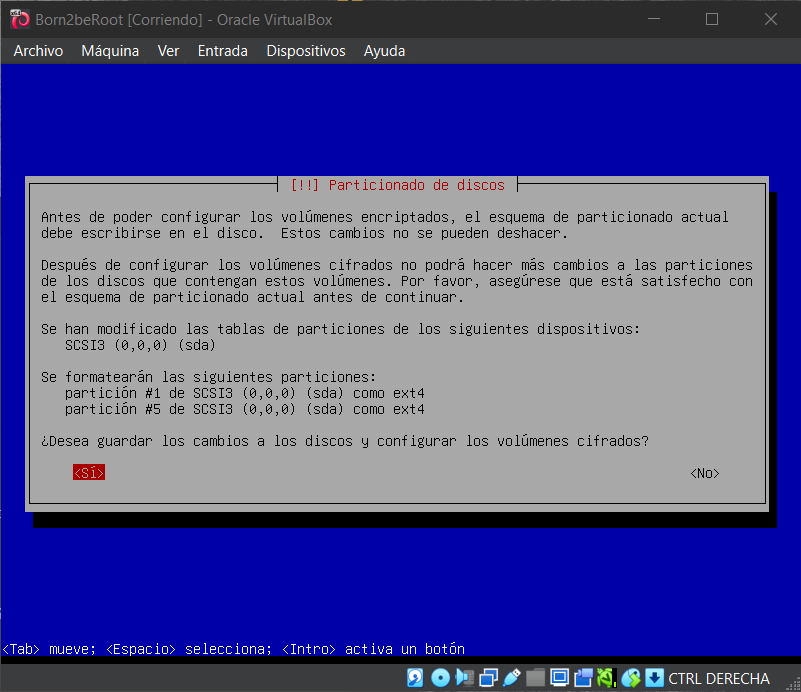 Born2beRoot [Corriendo] - Oracle VirtualBox
Archivo Máquina Ver Entrada Dispositivos Ayuda
[!!] Particionado de discos
Antes de poder configurar los volúmenes encriptados, el esquema de particionado actual
debe escribirse en el disco. Estos cambios no se pueden deshacer.
Después de configurar los volúmenes cifrados no podrá hacer más cambios a las particiones
de los discos que contengan estos volúmenes. Por favor, asegúrese que está satisfecho con
el esquema de particionado actual antes de continuar.
Se han modificado las tablas de particiones de los siguientes dispositivos:
SCSI3 (0,0,0) (sda)
Se formatearán las siguientes particiones:
partición #1 de SCSI3 (0,0,0) (sda) como ext4
partición #5 de SCSI3 (0,0,0) (sda) como ext4
¿Desea guardar los cambios a los discos y configurar los volúmenes cifrados?
<Sí> <No>
<Tab> mueve; <Espacio> selecciona; <Intro> activa un botón
CTRL DERECHA